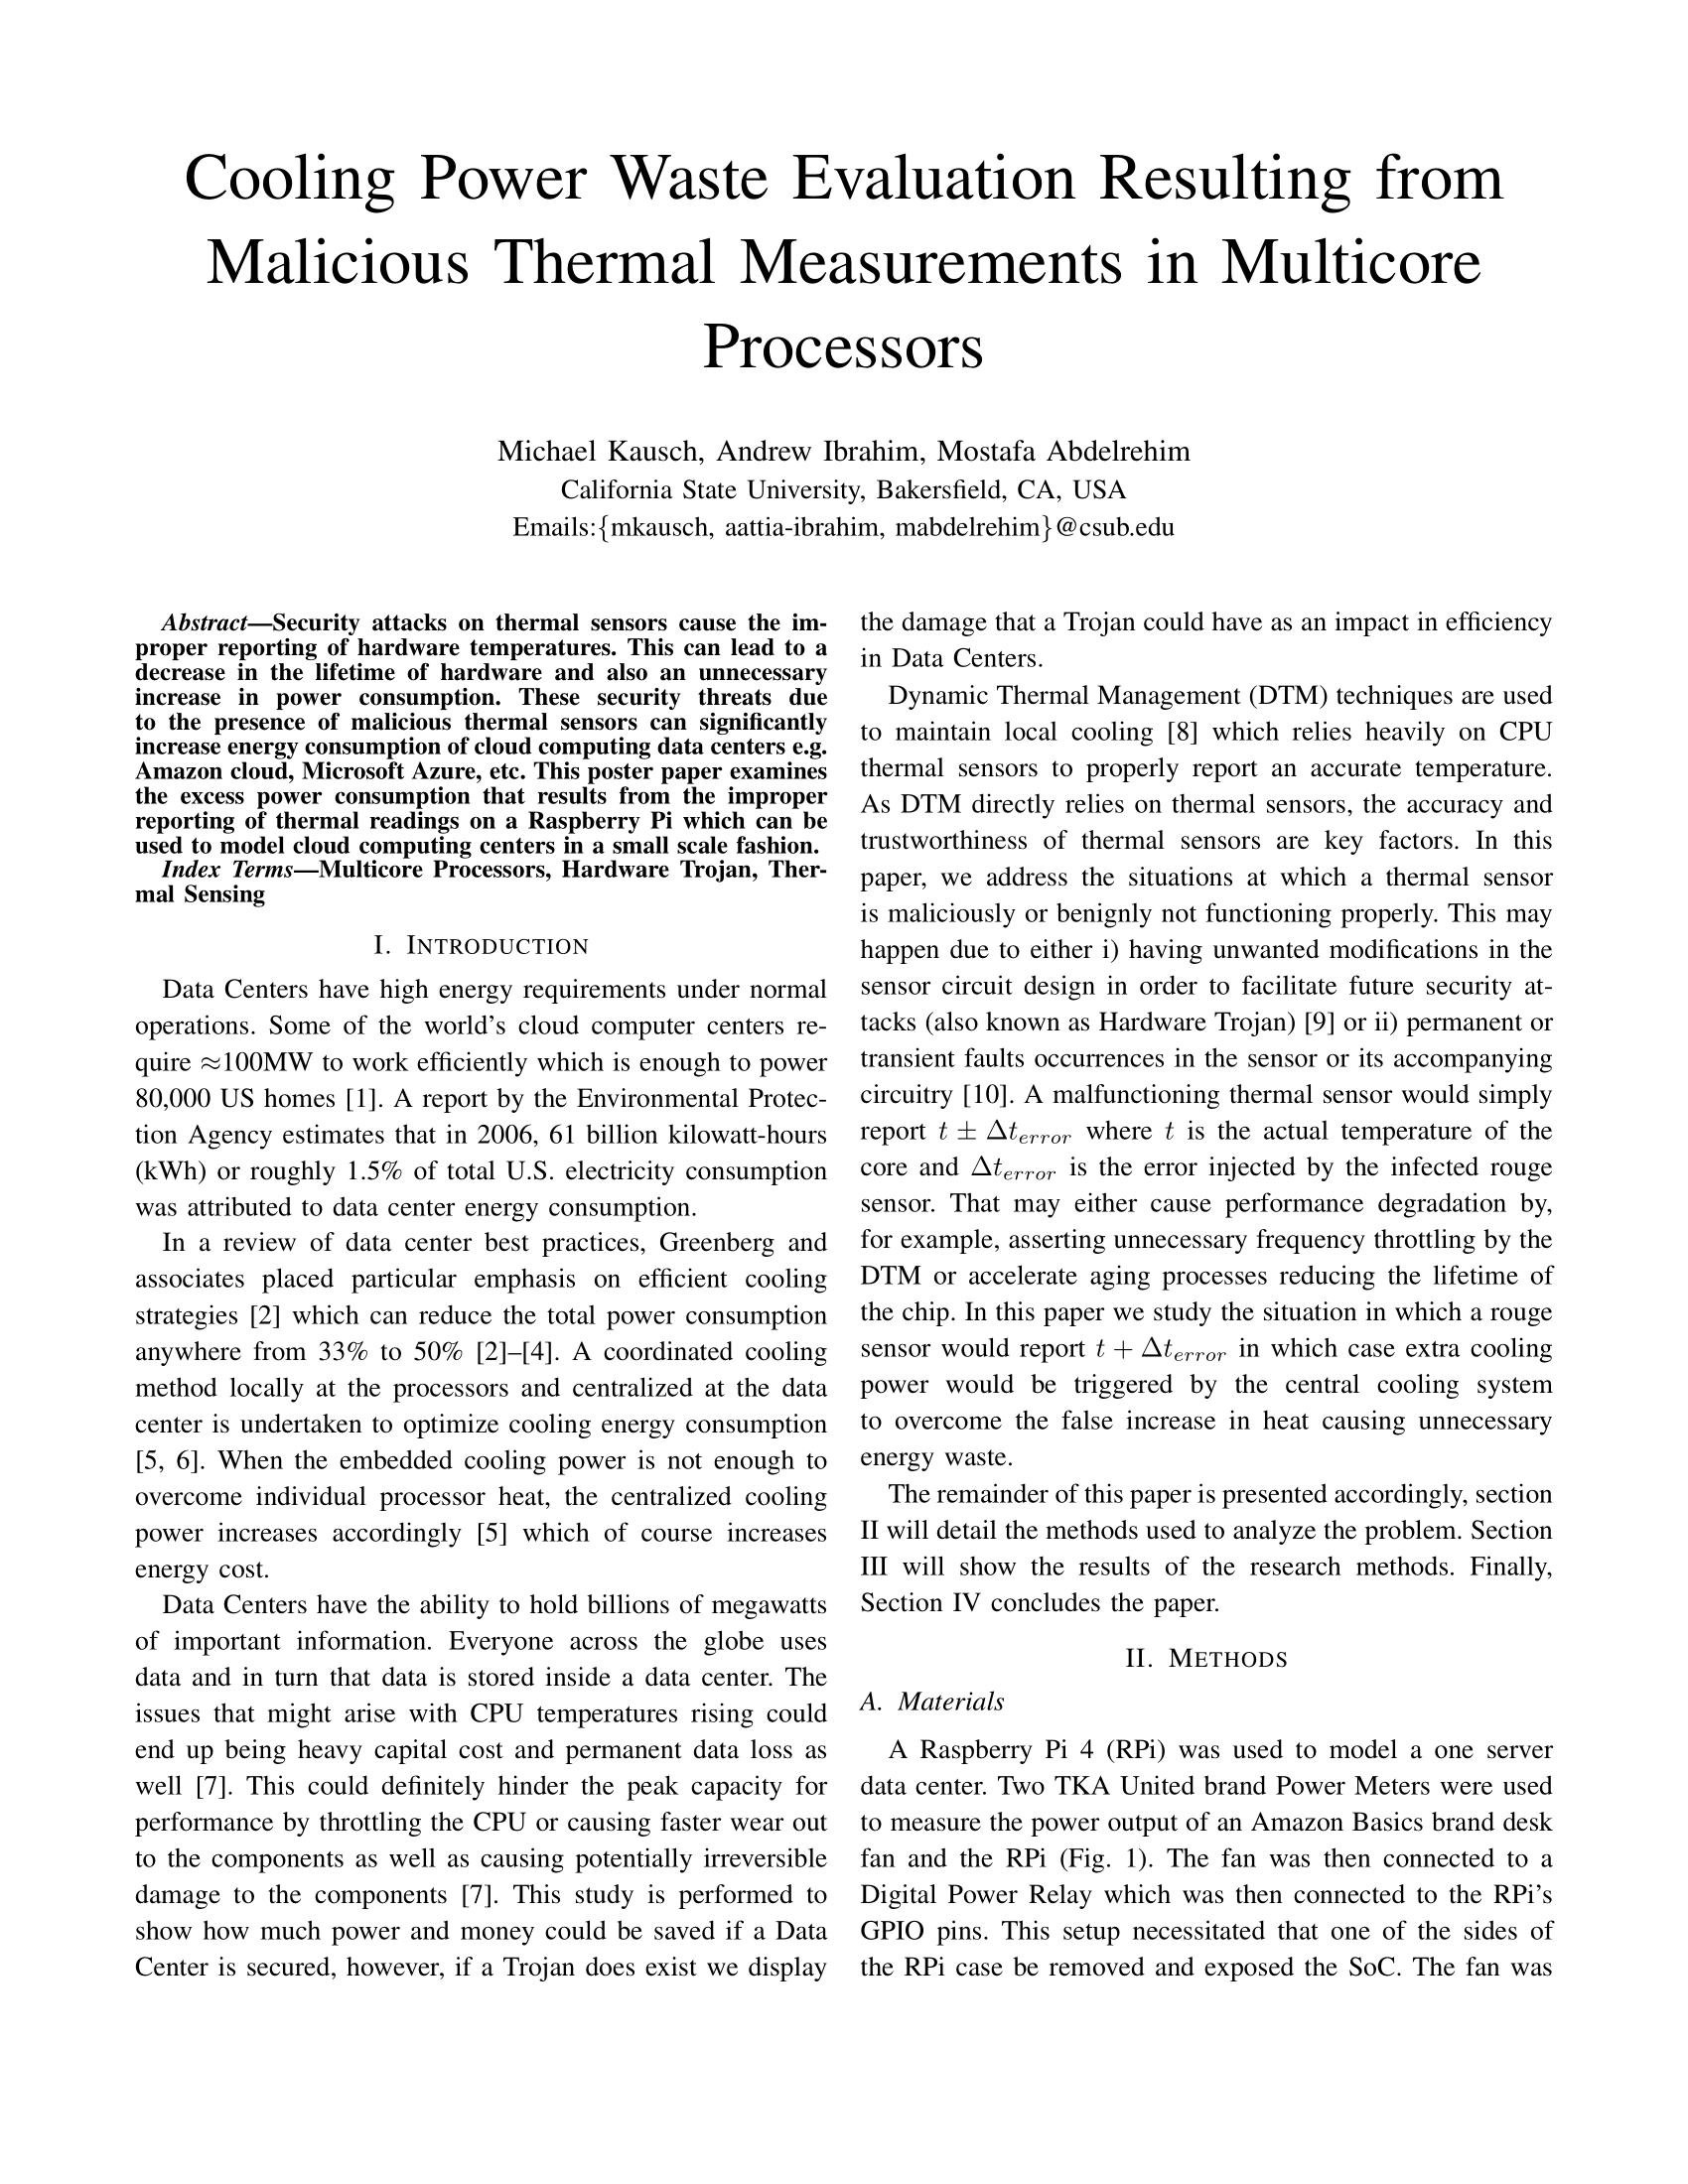 Cooling Power Waste Evaluation Resulting from
Malicious Thermal Measurements in Multicore
Processors
Michael Kausch, Andrew Ibrahim, Mostafa Abdelrehim
California State University, Bakersfield, CA, USA
Emails:{mkausch, aattia-ibrahim, mabdelrehim}@csub.edu
Abstract—Security attacks on thermal sensors cause the im-
proper reporting of hardware temperatures. This can lead to a
decrease in the lifetime of hardware and also an unnecessary
increase in power consumption. These security threats due
to the presence of malicious thermal sensors can significantly
increase energy consumption of cloud computing data centers e.g.
Amazon cloud, Microsoft Azure, etc. This poster paper examines
the excess power consumption that results from the improper
reporting of thermal readings on a Raspberry Pi which can be
used to model cloud computing centers in a small scale fashion.
Index Terms—Multicore Processors, Hardware Trojan, Ther-
mal Sensing
I. INTRODUCTION
Data Centers have high energy requirements under normal
operations. Some of the world's cloud computer centers re-
quire ≈100MW to work efficiently which is enough to power
80,000 US homes [1]. A report by the Environmental Protec-
tion Agency estimates that in 2006, 61 billion kilowatt-hours
(kWh) or roughly 1.5% of total U.S. electricity consumption
was attributed to data center energy consumption.
In a review of data center best practices, Greenberg and
associates placed particular emphasis on efficient cooling
strategies [2] which can reduce the total power consumption
anywhere from 33% to 50% [2]–[4]. A coordinated cooling
method locally at the processors and centralized at the data
center is undertaken to optimize cooling energy consumption
[5, 6]. When the embedded cooling power is not enough to
overcome individual processor heat, the centralized cooling
power increases accordingly [5] which of course increases
energy cost.
Data Centers have the ability to hold billions of megawatts
of important information. Everyone across the globe uses
data and in turn that data is stored inside a data center. The
issues that might arise with CPU temperatures rising could
end up being heavy capital cost and permanent data loss as
well [7]. This could definitely hinder the peak capacity for
performance by throttling the CPU or causing faster wear out
to the components as well as causing potentially irreversible
damage to the components [7]. This study is performed to
show how much power and money could be saved if a Data
Center is secured, however, if a Trojan does exist we display
the damage that a Trojan could have as an impact in efficiency
in Data Centers.
Dynamic Thermal Management (DTM) techniques are used
to maintain local cooling [8] which relies heavily on CPU
thermal sensors to properly report an accurate temperature.
As DTM directly relies on thermal sensors, the accuracy and
trustworthiness of thermal sensors are key factors. In this
paper, we address the situations at which a thermal sensor
is maliciously or benignly not functioning properly. This may
happen due to either i) having unwanted modifications in the
sensor circuit design in order to facilitate future security at-
tacks (also known as Hardware Trojan) [9] or ii) permanent or
transient faults occurrences in the sensor or its accompanying
circuitry [10]. A malfunctioning thermal sensor would simply
report t ± Δt_error where t is the actual temperature of the
core and Δt_error is the error injected by the infected rouge
sensor. That may either cause performance degradation by,
for example, asserting unnecessary frequency throttling by the
DTM or accelerate aging processes reducing the lifetime of
the chip. In this paper we study the situation in which a rouge
sensor would report t + Δt_error in which case extra cooling
power would be triggered by the central cooling system
to overcome the false increase in heat causing unnecessary
energy waste.
The remainder of this paper is presented accordingly, section
II will detail the methods used to analyze the problem. Section
III will show the results of the research methods. Finally,
Section IV concludes the paper.
II. METHODS
A. Materials
A Raspberry Pi 4 (RPi) was used to model a one server
data center. Two TKA United brand Power Meters were used
to measure the power output of an Amazon Basics brand desk
fan and the RPi (Fig. 1). The fan was then connected to a
Digital Power Relay which was then connected to the RPi's
GPIO pins. This setup necessitated that one of the sides of
the RPi case be removed and exposed the SoC. The fan was